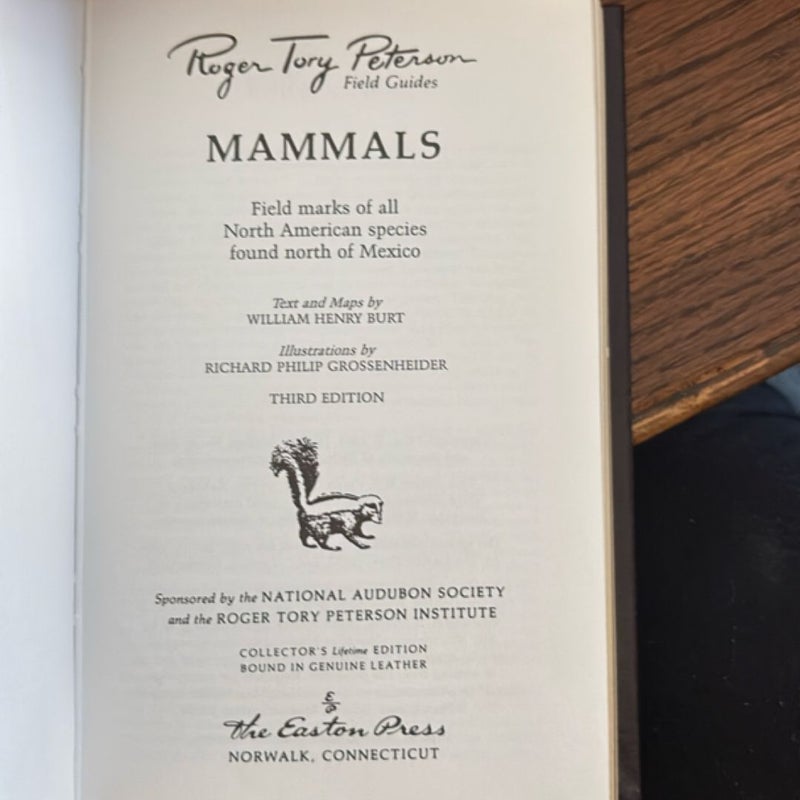 Roger Tory Peterson
Field Guides
MAMMALS
Field marks of all
North American species
found north of Mexico
Text and Maps by
WILLIAM HENRY BURT
Illustrations by
RICHARD PHILIP GROSSENHEIDER
THIRD EDITION
Sponsored by the NATIONAL AUDUBON SOCIETY
and the ROGER TORY PETERSON INSTITUTE
COLLECTOR'S Lifetime EDITION
BOUND IN GENUINE LEATHER
E
P
the Easton Press
NORWALK, CONNECTICUT